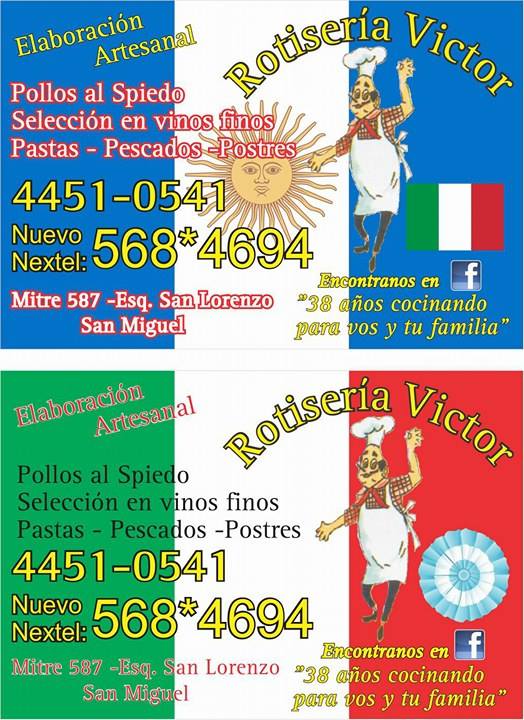 Elaboración
Artesanal
Rotisería Victor
Pollos al Spiedo
Selección en vinos finos
Pastas - Pescados -Postres
4451-0541
Nuevo
Nextel: 568*4694
Mitre 587 -Esq. San Lorenzo
San Miguel
Encontranos en f
"38 años cocinando
para vos y tu familia"
Elaboración
Artesanal
Rotisería Victor
Pollos al Spiedo
Selección en vinos finos
Pastas - Pescados -Postres
4451-0541
Nuevo
Nextel: 568*4694
Mitre 587 -Esq. San Lorenzo
San Miguel
Encontranos en f
"38 años cocinando
para vos y tu familia"